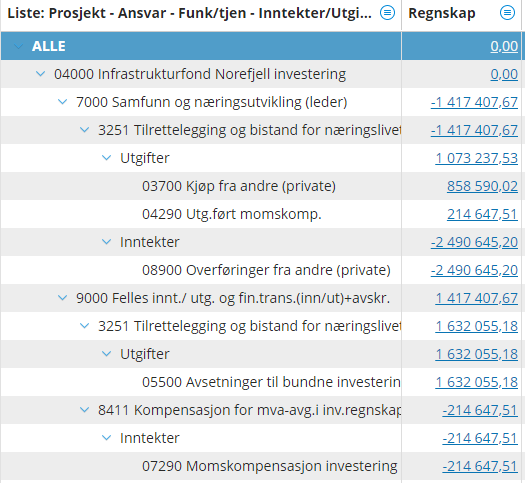 Liste: Prosjekt - Ansvar - Funk/tjen - Inntekter/Utgi... Regnskap
ALLE 0,00
04000 Infrastrukturfond Norefjell investering 0,00
7000 Samfunn og næringsutvikling (leder) -1 417 407,67
3251 Tilrettelegging og bistand for næringslivet -1 417 407,67
Utgifter 1 073 237,53
03700 Kjøp fra andre (private) 858 590,02
04290 Utg.ført momskomp. 214 647,51
Inntekter -2 490 645,20
08900 Overføringer fra andre (private) -2 490 645,20
9000 Felles innt./ utg. og fin.trans.(inn/ut)+avskr. 1 417 407,67
3251 Tilrettelegging og bistand for næringslivet 1 632 055,18
Utgifter 1 632 055,18
05500 Avsetninger til bundne investerin 1 632 055,18
8411 Kompensasjon for mva-avg.i inv.regnskap -214 647,51
Inntekter -214 647,51
07290 Momskompensasjon investering -214 647,51